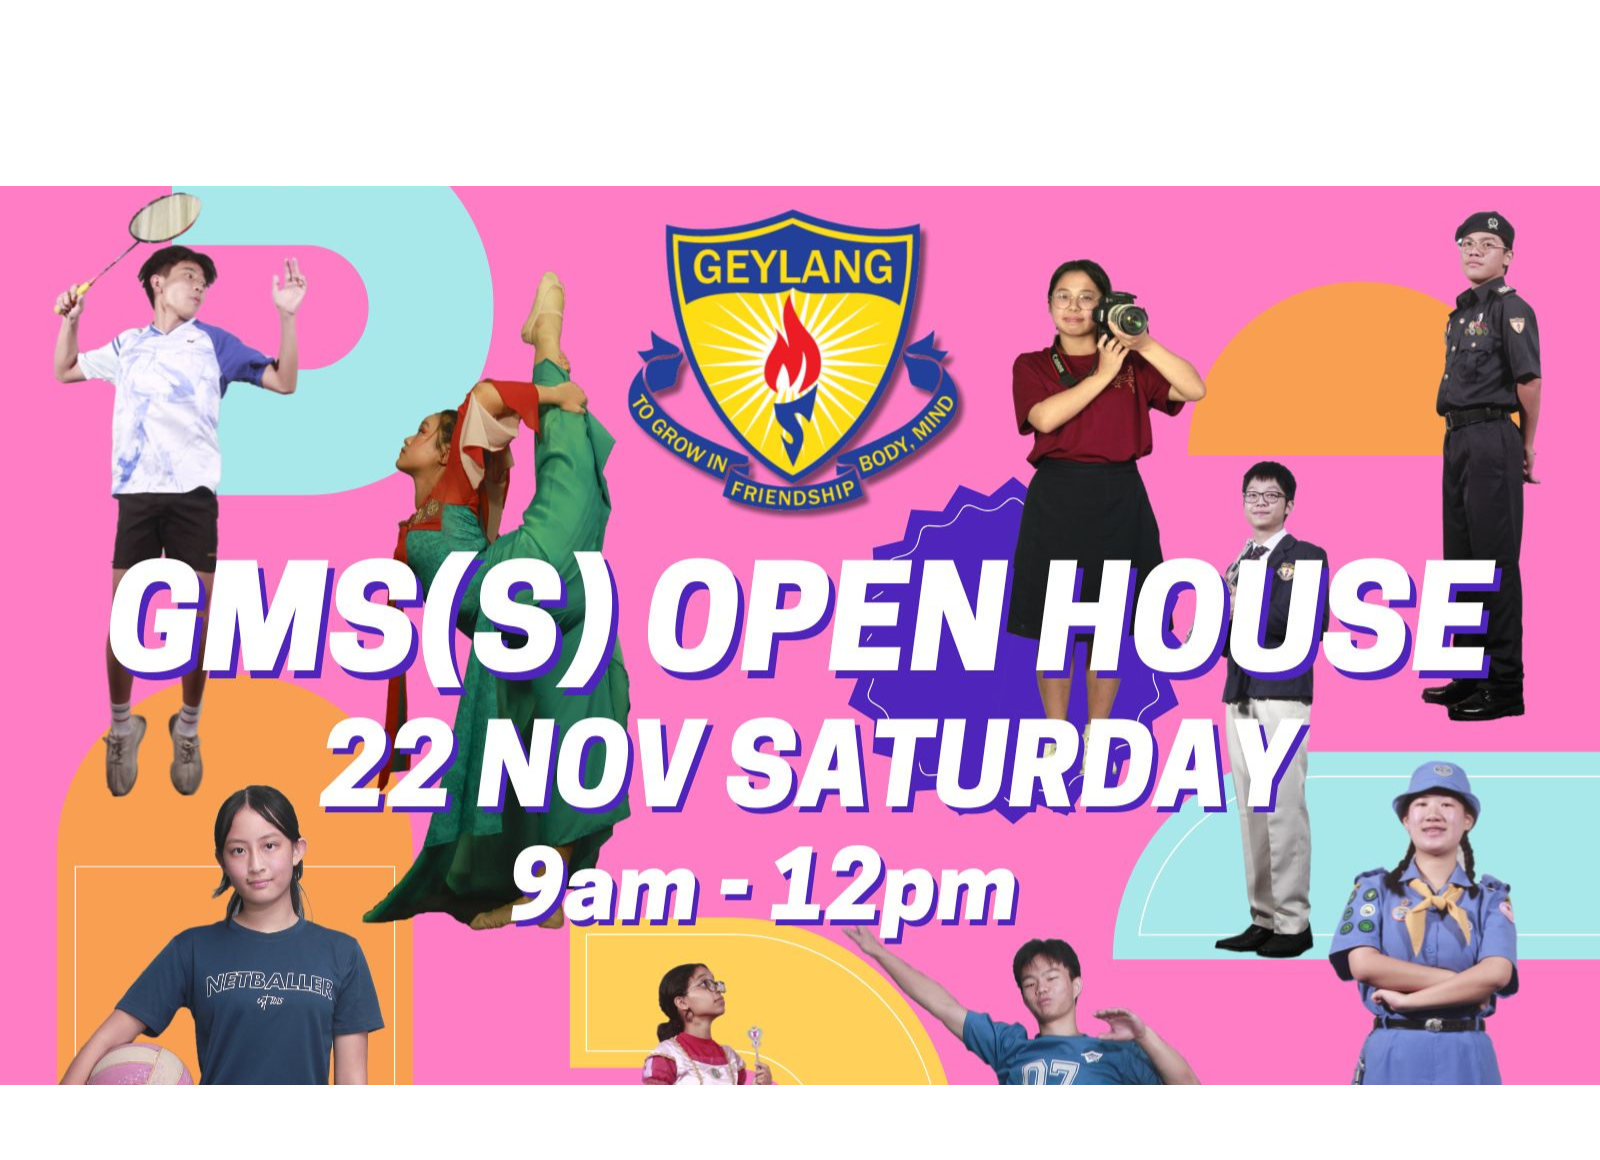 GEYLANG
TO GROW IN FRIENDSHIP BODY, MIND
GMS(S) OPEN HOUSE
22 NOV SATURDAY
9am - 12pm
NETBALLER
07